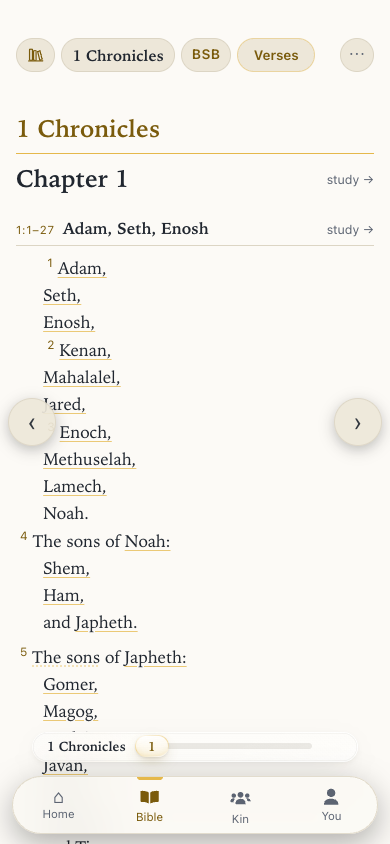 1 Chronicles
BSB
Verses
1 Chronicles
Chapter 1
study →
1:1–27 Adam, Seth, Enosh
study →
1 Adam,
Seth,
Enosh,
2 Kenan,
Mahalalel,
Jared,
Enoch,
Methuselah,
Lamech,
Noah.
4 The sons of Noah:
Shem,
Ham,
and Japheth.
5 The sons of Japheth:
Gomer,
Magog,
1 Chronicles 1
Javan,
Home
Bible
Kin
You